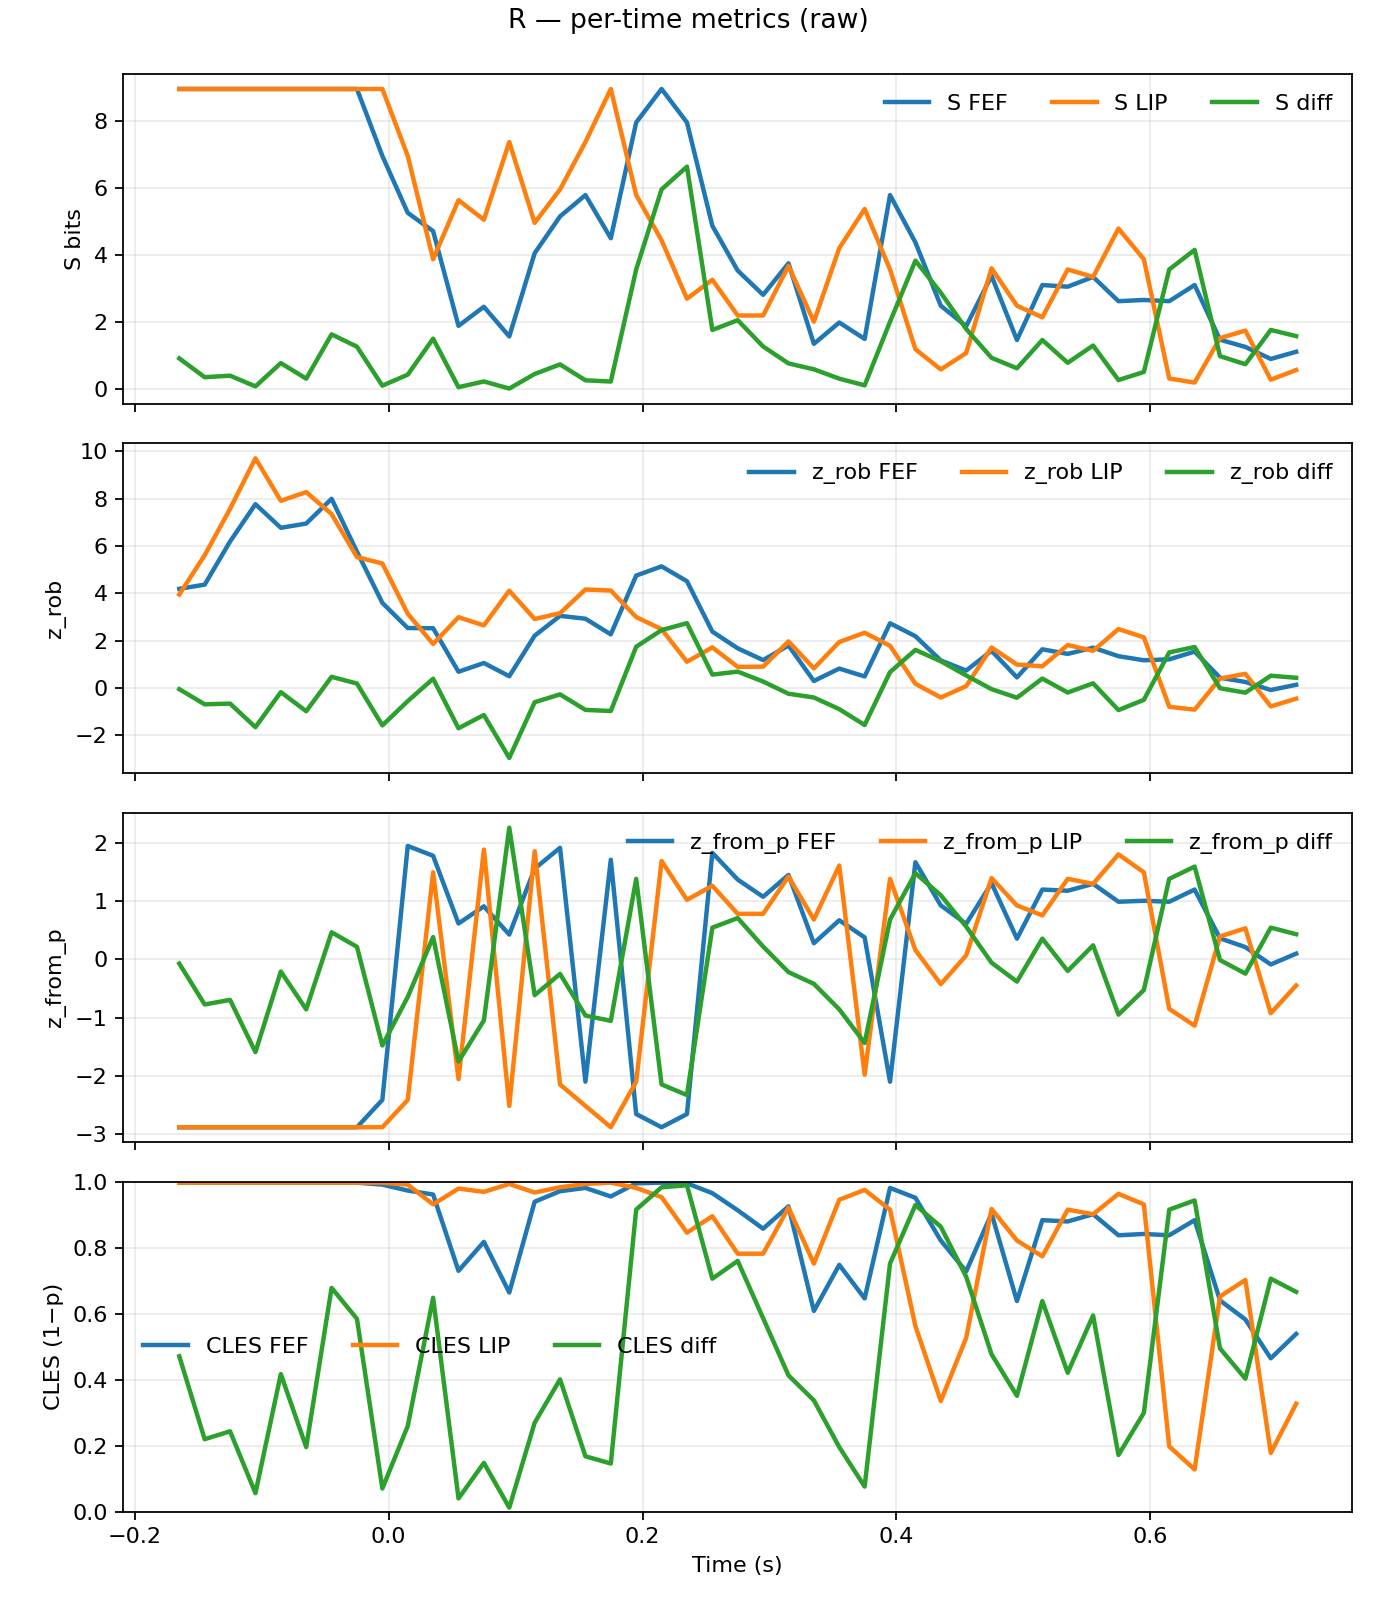 R — per-time metrics (raw)
S FEF S LIP S diff
8
6
4
2
0
S bits
z_rob FEF z_rob LIP z_rob diff
10
8
6
4
2
0
−2
z_rob
z_from_p FEF z_from_p LIP z_from_p diff
2
1
0
−1
−2
−3
z_from_p
1.0
0.8
0.6
0.4
0.2
0.0
CLES (1−p)
CLES FEF CLES LIP CLES diff
−0.2 0.0 0.2 0.4 0.6
Time (s)